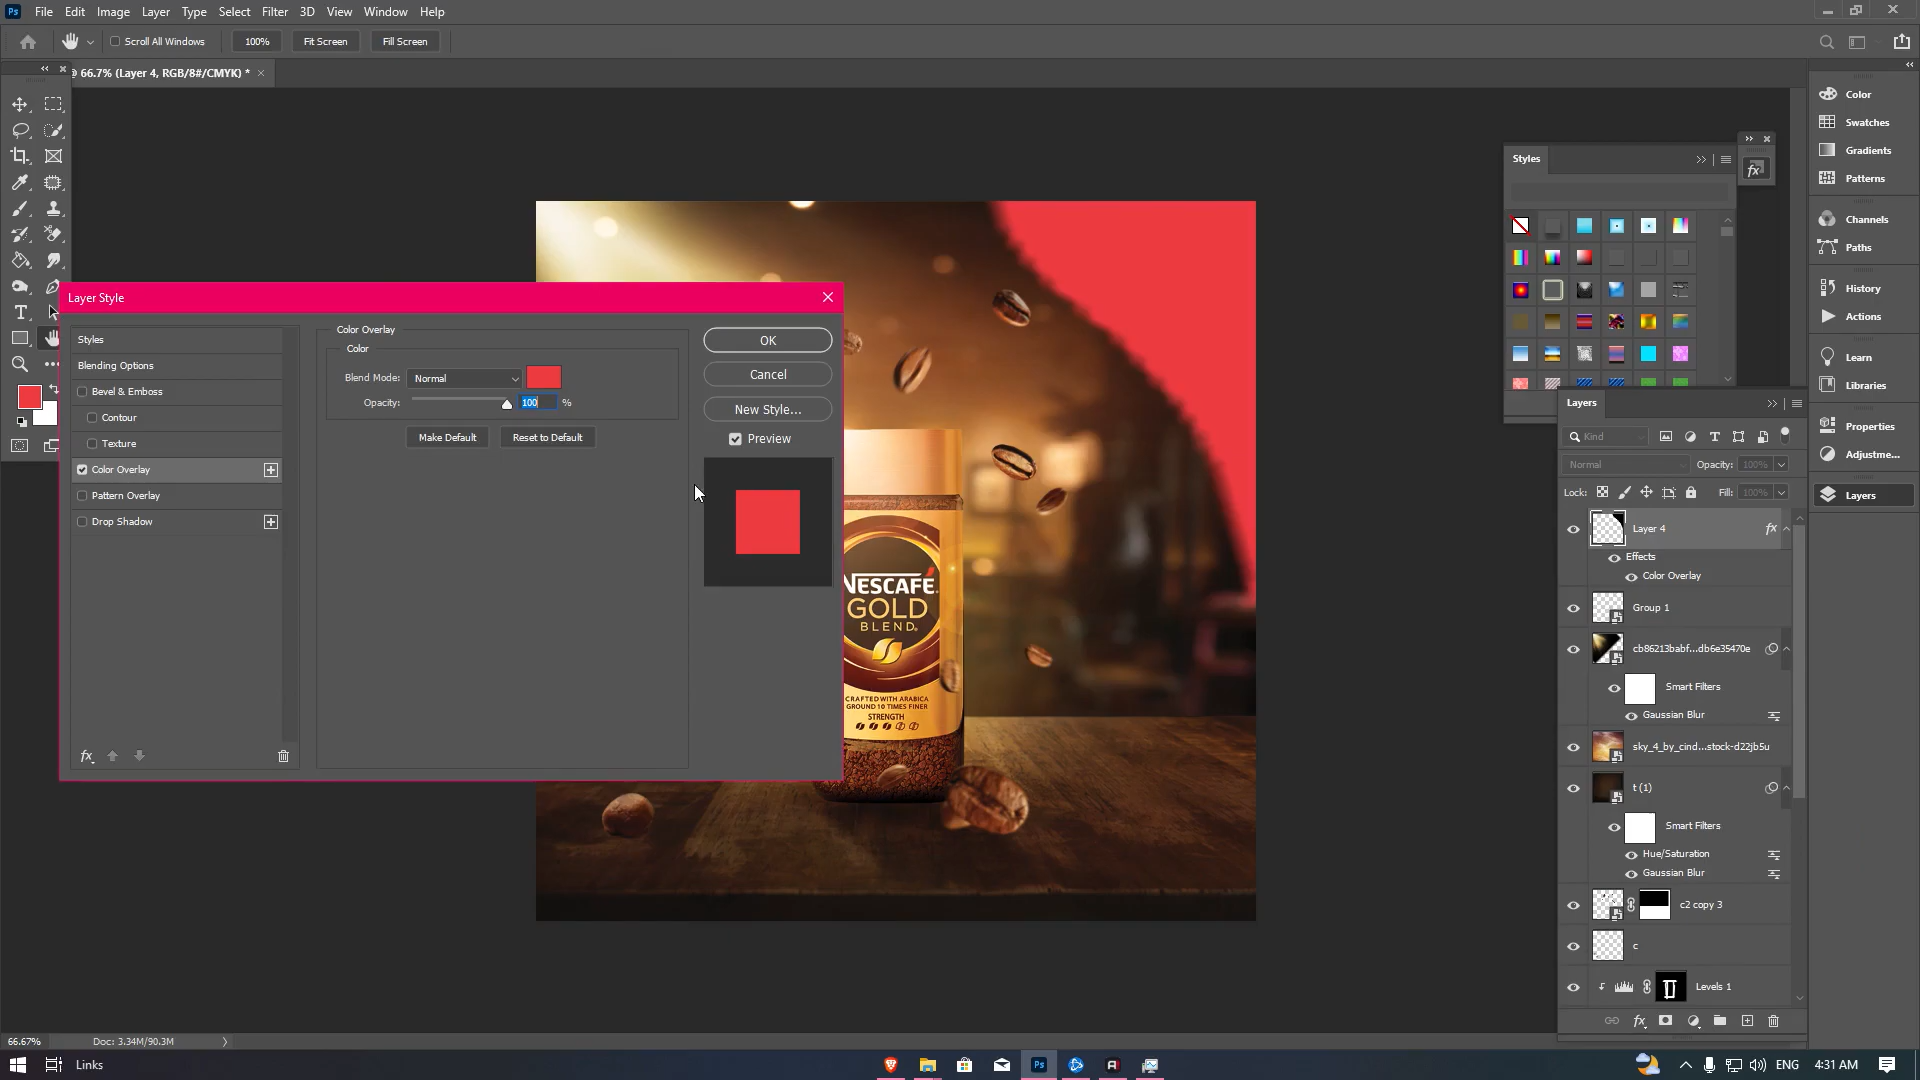 Ps File Edit Image Layer Type Select Filter 3D View Window Help
Scroll All Windows 100% Fit Screen Fill Screen
@ 66.7% (Layer 4, RGB/8#/CMYK) *
Color
Swatches
Gradients
Patterns
Channels
Paths
History
Actions
Learn
Libraries
Properties
Adjustme...
Layers
Styles
Layer Style
Styles
Blending Options
Bevel & Emboss
Contour
Texture
Color Overlay
Pattern Overlay
Drop Shadow
fx
Color Overlay
Color
Blend Mode: Normal
Opacity: 100 %
Make Default Reset to Default
OK
Cancel
New Style...
Preview
NESCAFÉ
GOLD
BLEND
CRAFTED WITH ARABICA
GROUND 10 TIMES FINER
STRENGTH
Layers
Kind
Normal Opacity: 100%
Lock: Fill: 100%
Layer 4 fx
Effects
Color Overlay
Group 1
cb86213babf...db6e35470e
Smart Filters
Gaussian Blur
sky_4_by_cind...stock-d22jb5u
t (1)
Smart Filters
Hue/Saturation
Gaussian Blur
c2 copy 3
c
Levels 1
66.67% Doc: 3.34M/90.3M
Links
ENG 4:31 AM